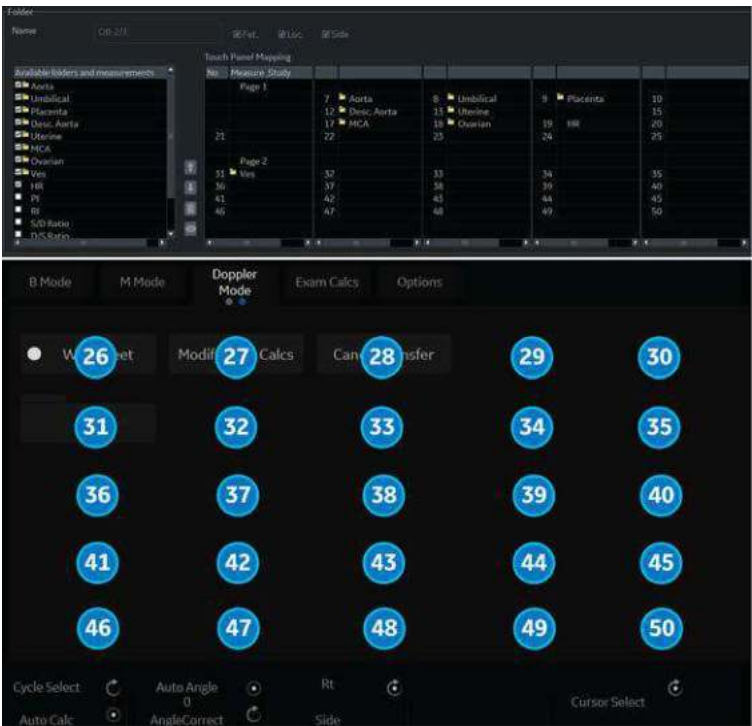 Folder
Name OB-2/3 Fet. Loc. Side
Touch Panel Mapping
Available folders and measurements No Measure_Study
Aorta Page 1
Umbilical 7 Aorta 8 Umbilical 9 Placenta 10
Placenta 12 Desc. Aorta 13 Uterine 15
Desc. Aorta 17 MCA 18 Ovarian 19 HR 20
Uterine 21 22 23 24 25
MCA
Ovarian Page 2
Ves 31 Ves 32 33 34 35
HR 36 37 38 39 40
PI 41 42 43 44 45
RI 46 47 48 49 50
S/D Ratio
D/S Ratio
B Mode M Mode Doppler Mode Exam Calcs Options
26 27 28 29 30
Calcs
31 32 33 34 35
36 37 38 39 40
41 42 43 44 45
46 47 48 49 50
Cycle Select Auto Angle Rt
0 Cursor Select
Auto Calc AngleCorrect Side